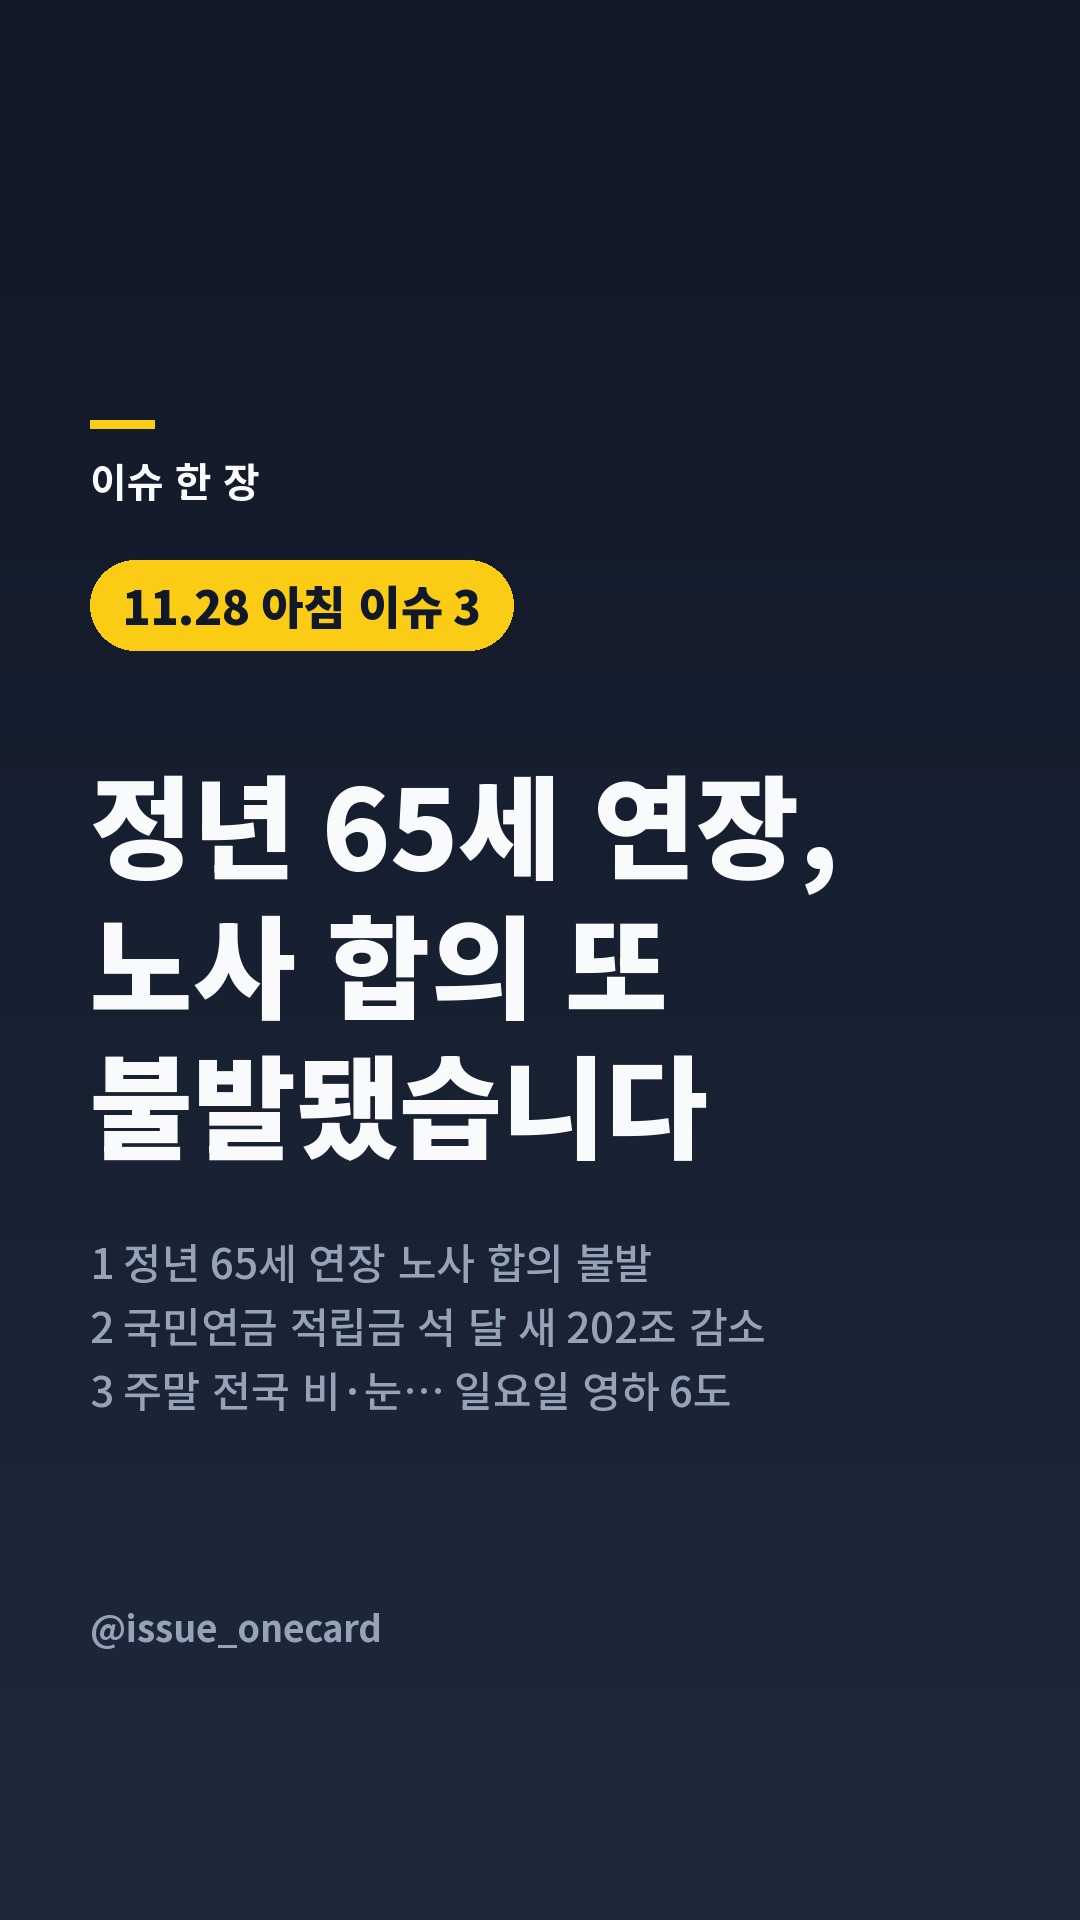 이슈 한 장
11.28 아침 이슈 3
정년 65세 연장,
노사 합의 또
불발됐습니다
1 정년 65세 연장 노사 합의 불발
2 국민연금 적립금 석 달 새 202조 감소
3 주말 전국 비·눈… 일요일 영하 6도
@issue_onecard